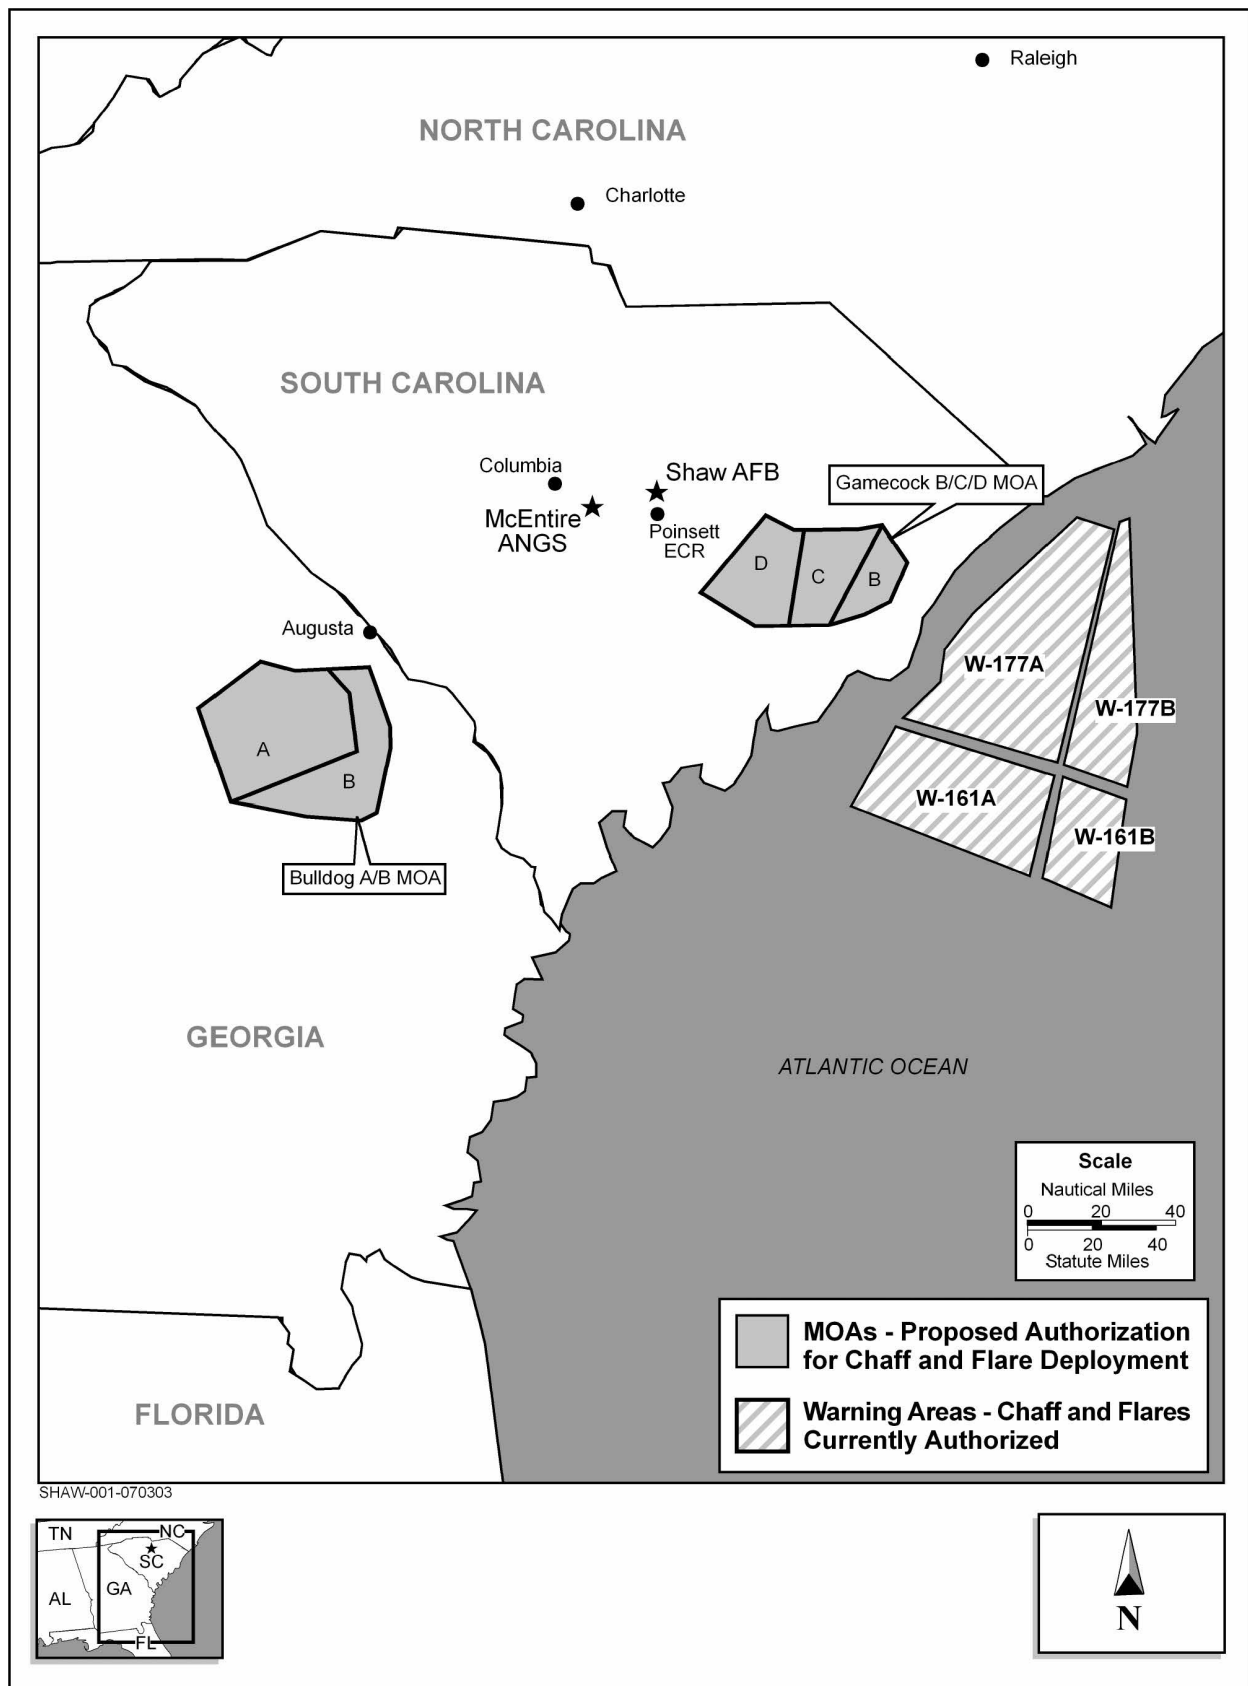 Raleigh
NORTH CAROLINA
Charlotte
SOUTH CAROLINA
Columbia
Shaw AFB
Gamecock B/C/D MOA
McEntire
ANGS
Poinsett
ECR
D
C
B
Augusta
W-177A
W-177B
A
B
W-161A
W-161B
Bulldog A/B MOA
GEORGIA
ATLANTIC OCEAN
Scale
Nautical Miles
0 20 40
0 20 40
Statute Miles
MOAs - Proposed Authorization
for Chaff and Flare Deployment
Warning Areas - Chaff and Flares
Currently Authorized
FLORIDA
SHAW-001-070303
TN
NC
SC
AL
GA
FL
N